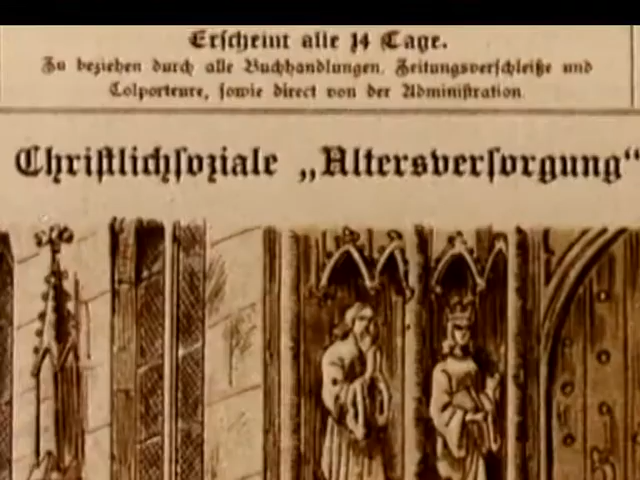 Erscheint alle 14 Tage.
Zu beziehen durch alle Buchhandlungen, Zeitungsverschleiße und
Colporteure, sowie direct von der Administration
Christlichsoziale „Altersversorgung“